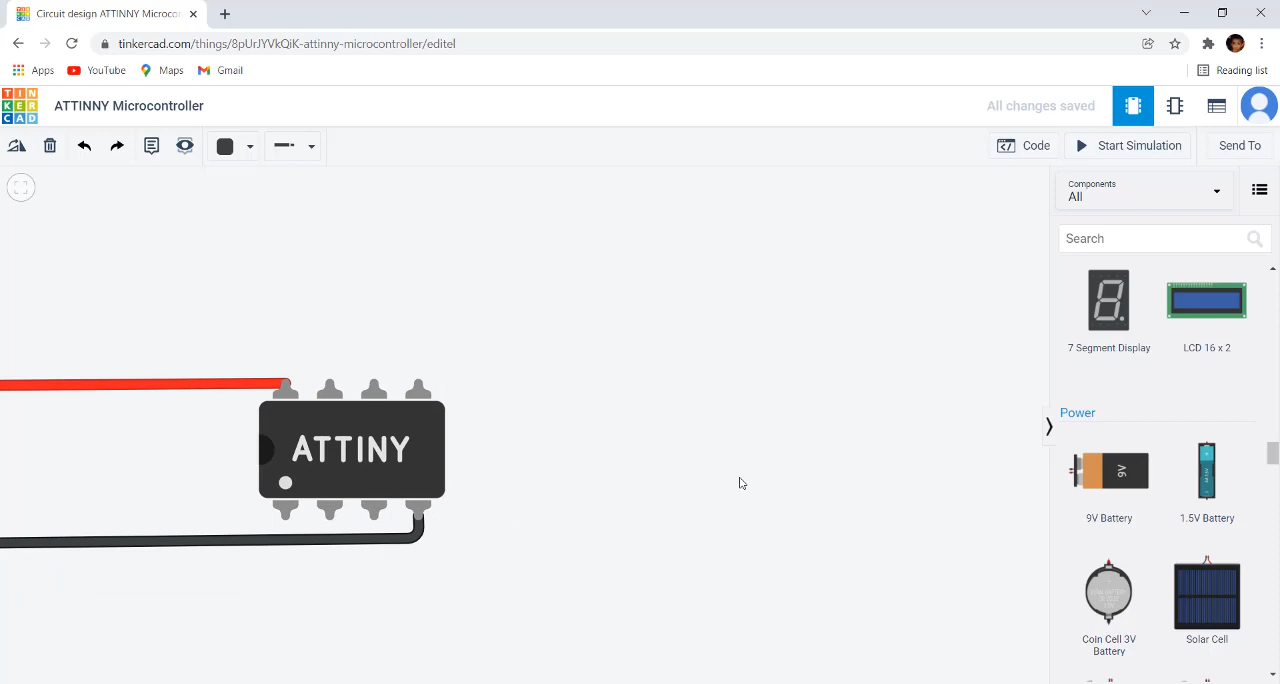 Circuit design ATTINNY Microcon
tinkercad.com/things/8pUrJYVkQiK-attinny-microcontroller/editel
Apps YouTube Maps Gmail Reading list
TIN
KER
CAD
ATTINNY Microcontroller All changes saved
Code Start Simulation Send To
Components
All
Search
7 Segment Display LCD 16 x 2
Power
ATTINY
9V
9V Battery 1.5V Battery
Coin Cell 3V
Battery
Solar Cell